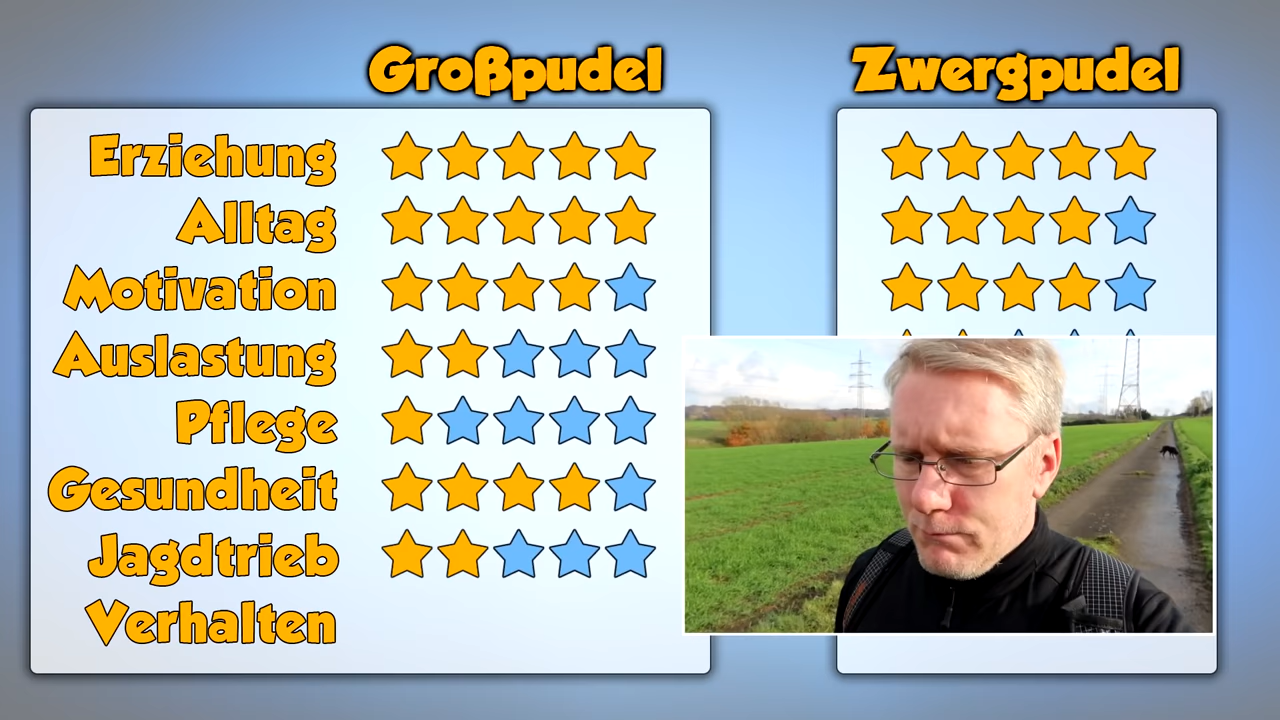 Großpudel
Zwergpudel
Erziehung
Alltag
Motivation
Auslastung
Pflege
Gesundheit
Jagdtrieb
Verhalten